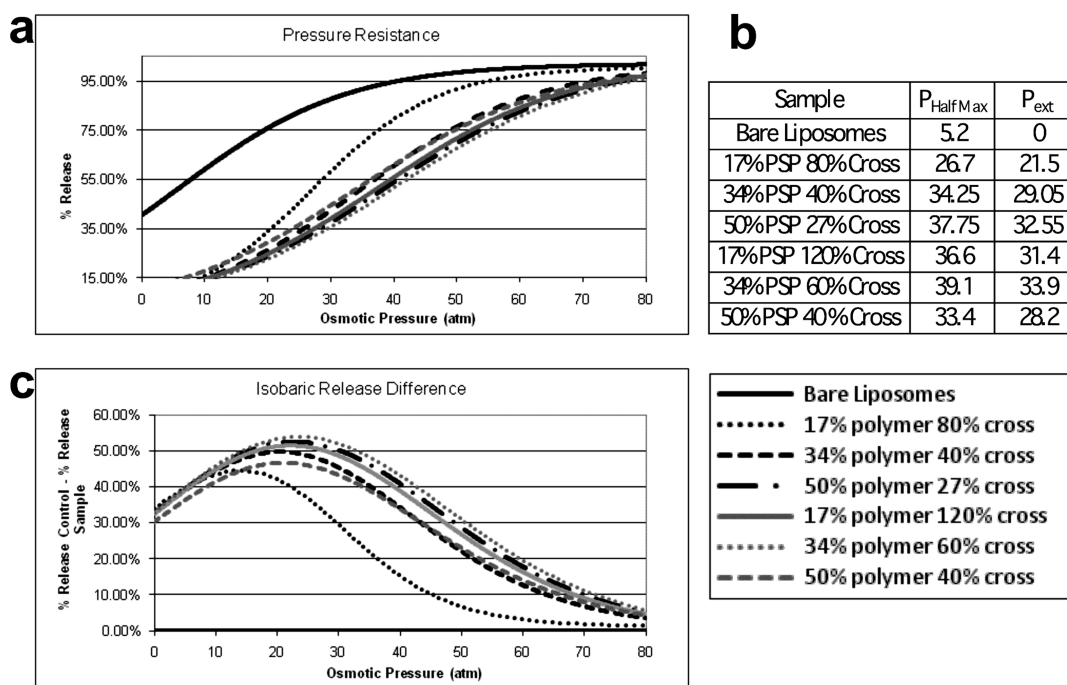 a
Pressure Resistance
% Release
95.00%
75.00%
55.00%
35.00%
15.00%
0 10 20 30 40 50 60 70 80
Osmotic Pressure (atm)
b
Sample PHalf Max Pext
Bare Liposomes 5.2 0
17% PSP 80% Cross 26.7 21.5
34% PSP 40% Cross 34.25 29.05
50% PSP 27% Cross 37.75 32.55
17% PSP 120% Cross 36.6 31.4
34% PSP 60% Cross 39.1 33.9
50% PSP 40% Cross 33.4 28.2
c
Isobaric Release Difference
% Release Control - % Release
Sample
60.00%
50.00%
40.00%
30.00%
20.00%
10.00%
0.00%
0 10 20 30 40 50 60 70 80
Osmotic Pressure (atm)
Bare Liposomes
17% polymer 80% cross
34% polymer 40% cross
50% polymer 27% cross
17% polymer 120% cross
34% polymer 60% cross
50% polymer 40% cross